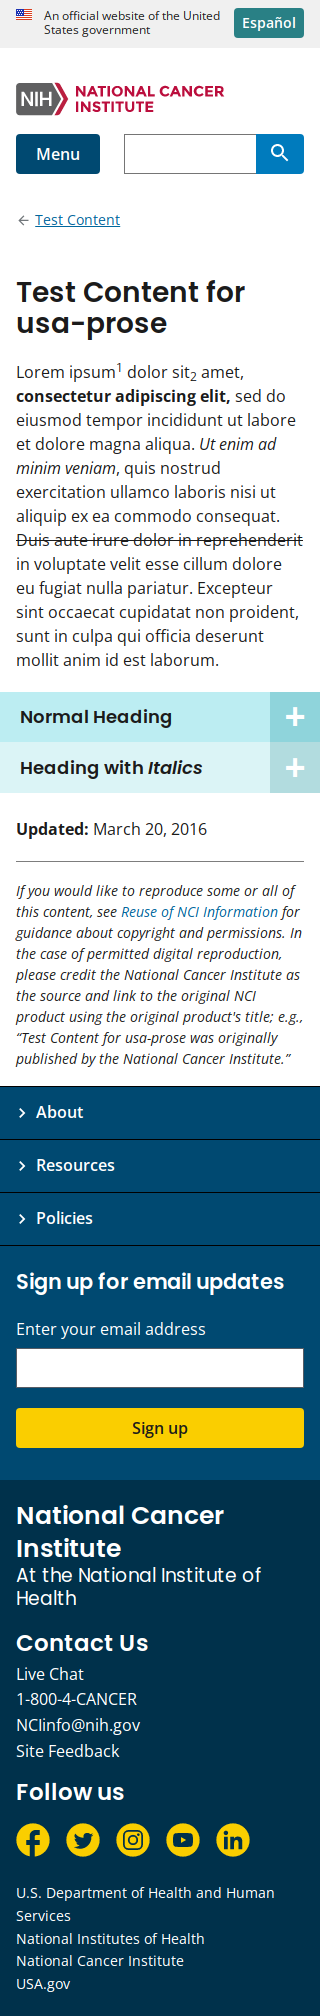 An official website of the United
States government
Español
NIH
NATIONAL CANCER
INSTITUTE
Menu
← Test Content
Test Content for
usa-prose
Lorem ipsum1 dolor sit2 amet,
consectetur adipiscing elit, sed do
eiusmod tempor incididunt ut labore
et dolore magna aliqua. Ut enim ad
minim veniam, quis nostrud
exercitation ullamco laboris nisi ut
aliquip ex ea commodo consequat.
Duis aute irure dolor in reprehenderit
in voluptate velit esse cillum dolore
eu fugiat nulla pariatur. Excepteur
sint occaecat cupidatat non proident,
sunt in culpa qui officia deserunt
mollit anim id est laborum.
Normal Heading
Heading with Italics
Updated: March 20, 2016
If you would like to reproduce some or all of
this content, see Reuse of NCI Information for
guidance about copyright and permissions. In
the case of permitted digital reproduction,
please credit the National Cancer Institute as
the source and link to the original NCI
product using the original product's title; e.g.,
“Test Content for usa-prose was originally
published by the National Cancer Institute.”
About
Resources
Policies
Sign up for email updates
Enter your email address
Sign up
National Cancer
Institute
At the National Institute of
Health
Contact Us
Live Chat
1-800-4-CANCER
NCIinfo@nih.gov
Site Feedback
Follow us
U.S. Department of Health and Human
Services
National Institutes of Health
National Cancer Institute
USA.gov